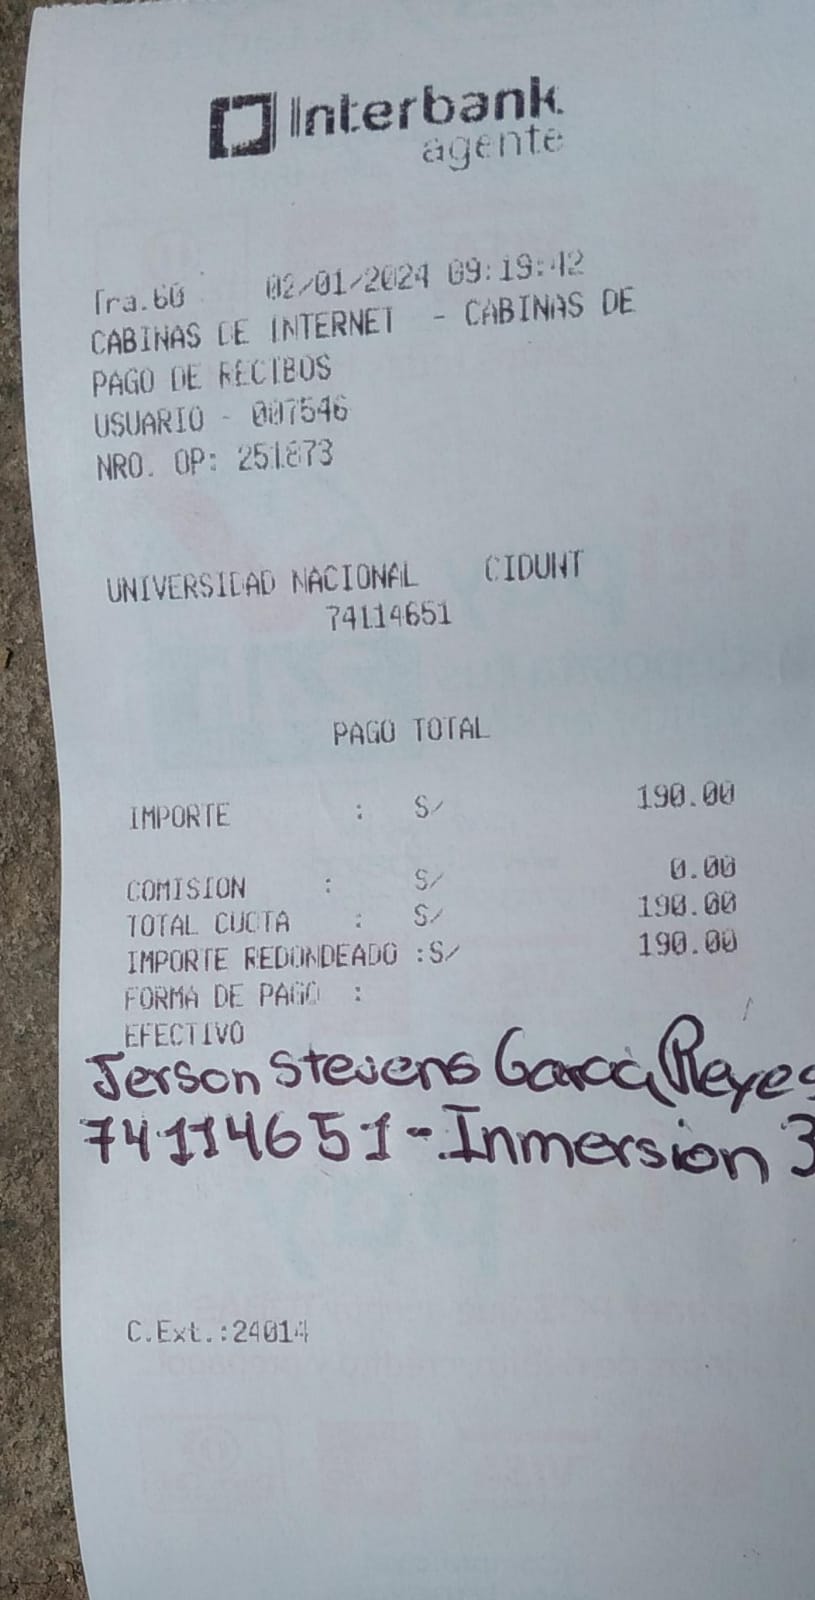 Interbank
agente
Tra.60 02/01/2024 09:19:42
CABINAS DE INTERNET - CABINAS DE
PAGO DE RECIBOS
USUARIO - 007546
NRO. OP: 251873
UNIVERSIDAD NACIONAL CIDUNT
74114651
PAGO TOTAL
IMPORTE : S/ 190.00
COMISION : S/ 0.00
TOTAL CUOTA : S/ 190.00
IMPORTE REDONDEADO :S/ 190.00
FORMA DE PAGO :
EFECTIVO
Jerson Stevens Garcia Reyes
74114651-Inmersion 3
C.Ext.:24014